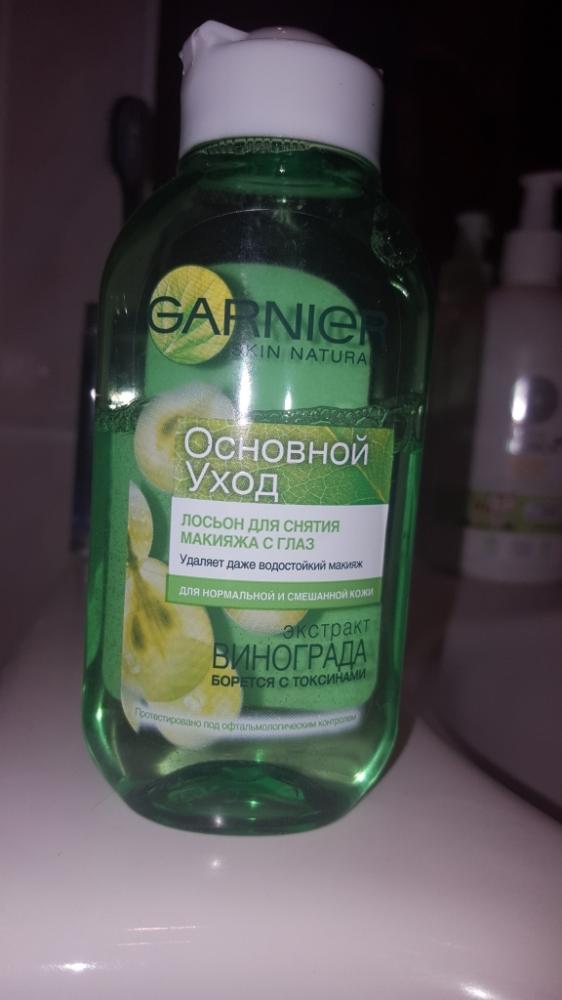 GARNIER
SKIN NATURA
Основной
Уход
ЛОСЬОН ДЛЯ СНЯТИЯ
МАКИЯЖА С ГЛАЗ
Удаляет даже водостойкий макияж
ДЛЯ НОРМАЛЬНОЙ И СМЕШАННОЙ КОЖИ
экстракт
ВИНОГРАДА
БОРЕТСЯ С ТОКСИНАМИ
Протестировано под офтальмологическим контролем